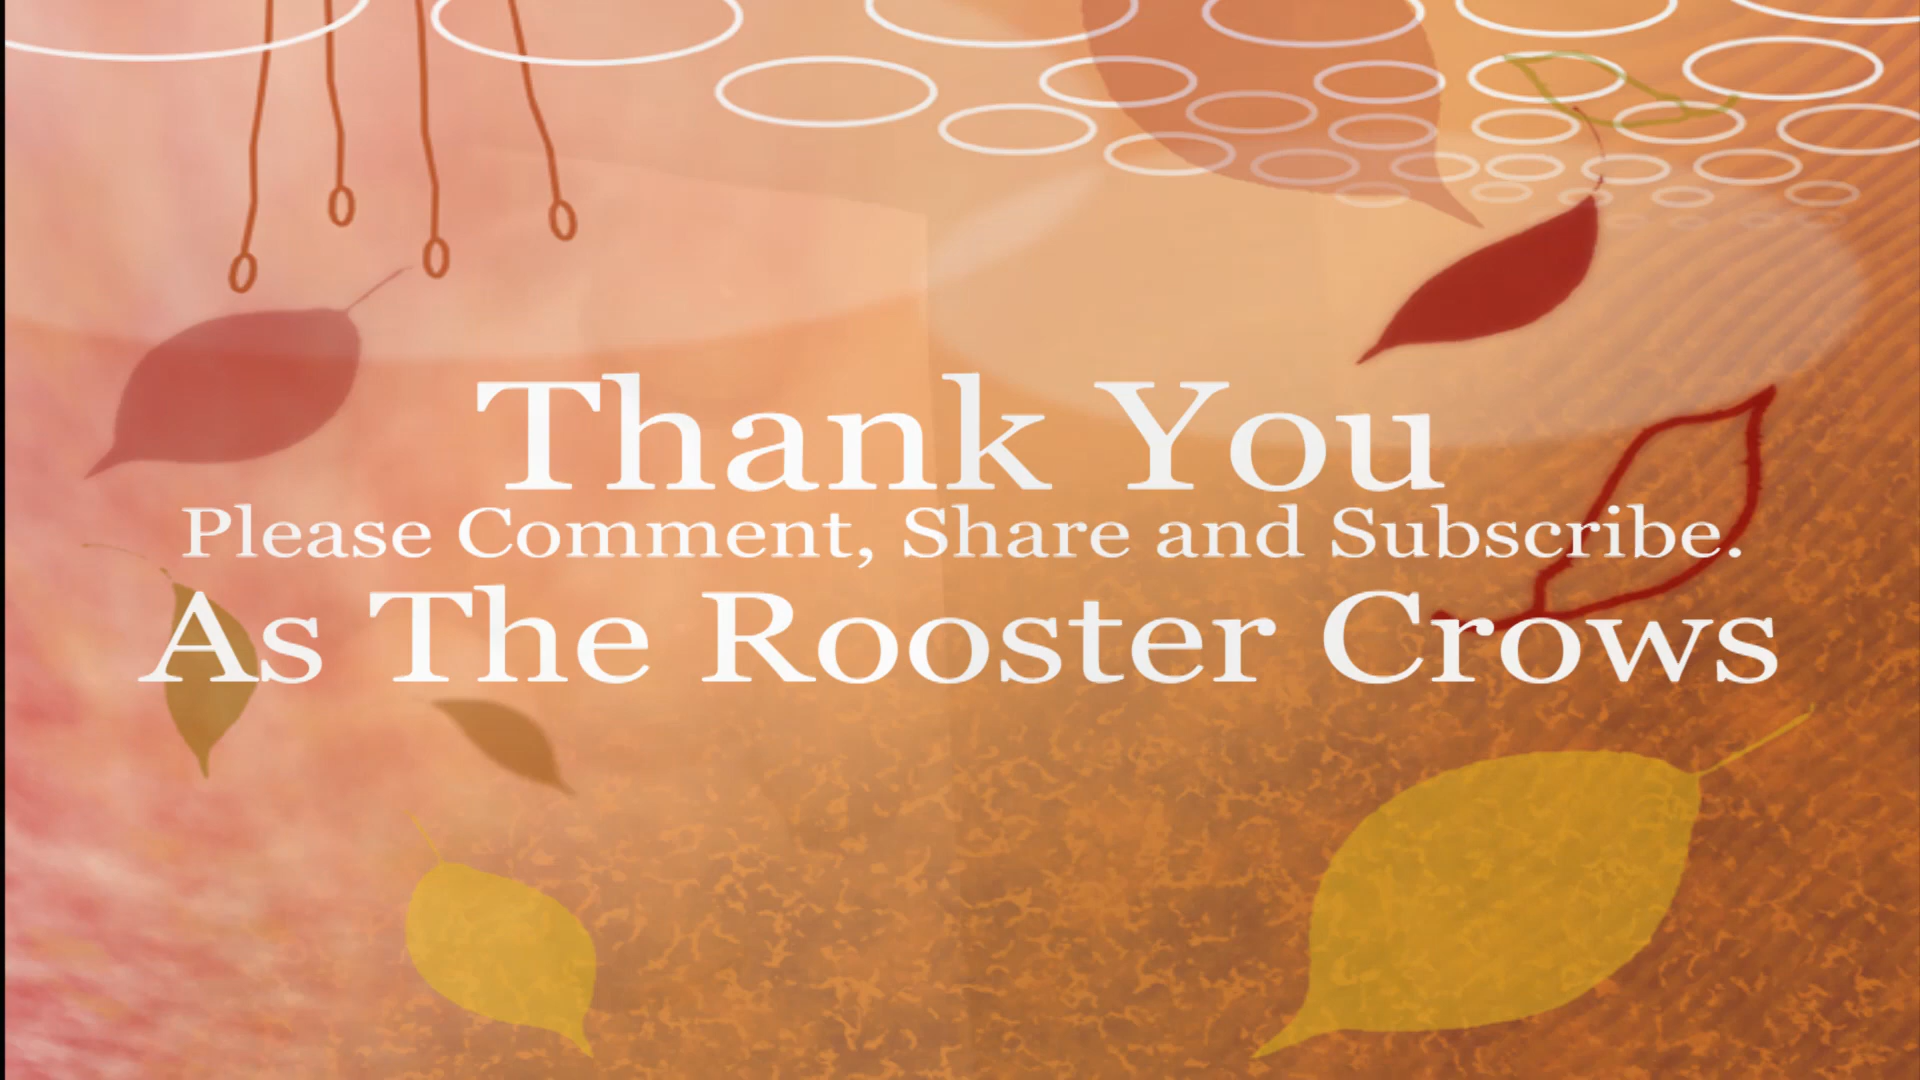 Thank You
Please Comment, Share and Subscribe.
As The Rooster Crows